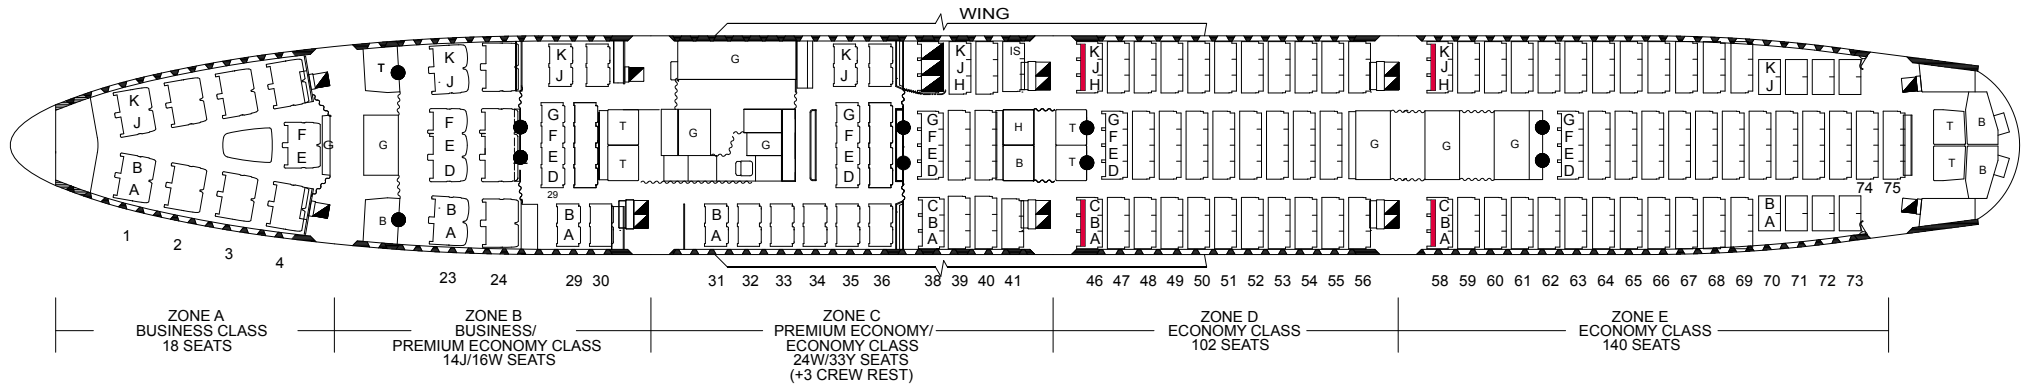 WING
K
J
B
A
F
E
G
T
G
B
K
J
F
E
D
B
A
K
J
G
F
E
D
29
B
A
T
T
G
G
G
B
A
K
J
G
F
E
D
K
J
H
G
F
E
D
C
B
A
IS
H
B
T
T
K
J
H
G
F
E
D
C
B
A
G
G
G
K
J
H
C
B
A
G
F
E
D
K
J
B
A
74 75
T
T
B
B
1 2 3 4 23 24 29 30 31 32 33 34 35 36 38 39 40 41 46 47 48 49 50 51 52 53 54 55 56 58 59 60 61 62 63 64 65 66 67 68 69 70 71 72 73
ZONE A
BUSINESS CLASS
18 SEATS
ZONE B
BUSINESS/
PREMIUM ECONOMY CLASS
14J/16W SEATS
ZONE C
PREMIUM ECONOMY/
ECONOMY CLASS
24W/33Y SEATS
(+3 CREW REST)
ZONE D
ECONOMY CLASS
102 SEATS
ZONE E
ECONOMY CLASS
140 SEATS